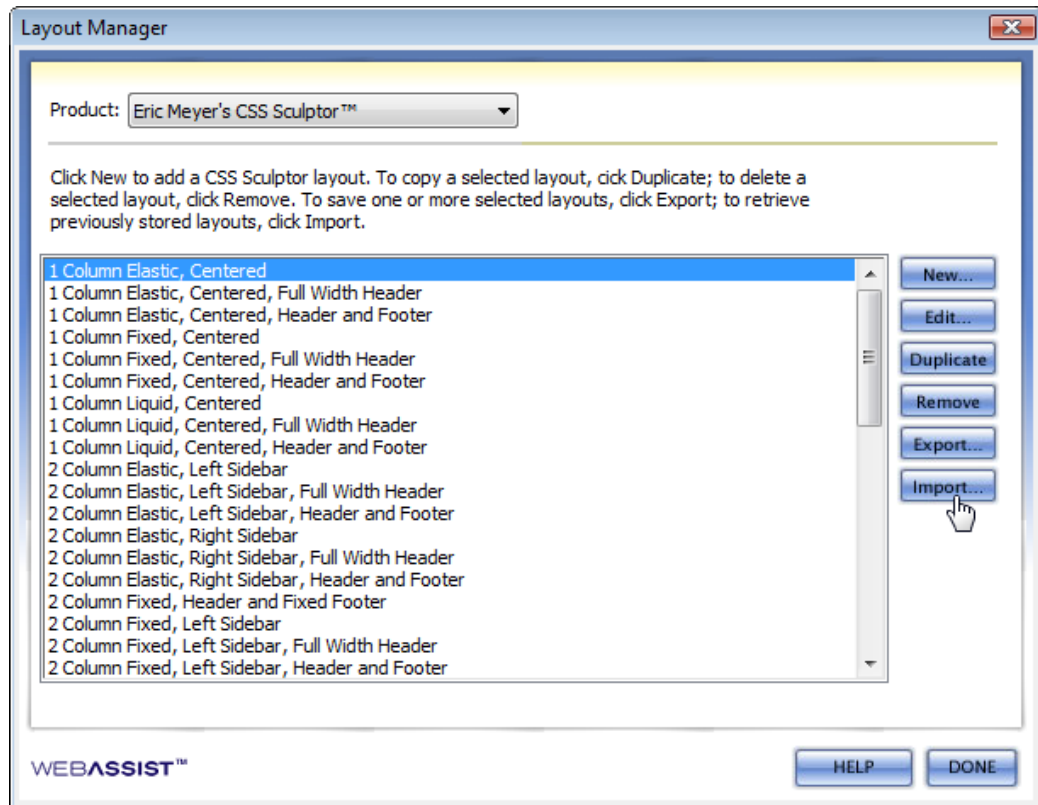 Layout Manager
Product: Eric Meyer's CSS Sculptor™
Click New to add a CSS Sculptor layout. To copy a selected layout, cick Duplicate; to delete a
selected layout, click Remove. To save one or more selected layouts, click Export; to retrieve
previously stored layouts, click Import.
1 Column Elastic, Centered
1 Column Elastic, Centered, Full Width Header
1 Column Elastic, Centered, Header and Footer
1 Column Fixed, Centered
1 Column Fixed, Centered, Full Width Header
1 Column Fixed, Centered, Header and Footer
1 Column Liquid, Centered
1 Column Liquid, Centered, Full Width Header
1 Column Liquid, Centered, Header and Footer
2 Column Elastic, Left Sidebar
2 Column Elastic, Left Sidebar, Full Width Header
2 Column Elastic, Left Sidebar, Header and Footer
2 Column Elastic, Right Sidebar
2 Column Elastic, Right Sidebar, Full Width Header
2 Column Elastic, Right Sidebar, Header and Footer
2 Column Fixed, Header and Fixed Footer
2 Column Fixed, Left Sidebar
2 Column Fixed, Left Sidebar, Full Width Header
2 Column Fixed, Left Sidebar, Header and Footer
New...
Edit...
Duplicate
Remove
Export...
Import...
WEBASSIST™
HELP
DONE